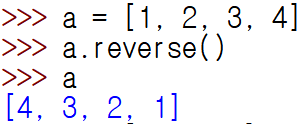 >>> a = [1, 2, 3, 4]
>>> a.reverse()
>>> a
[4, 3, 2, 1]